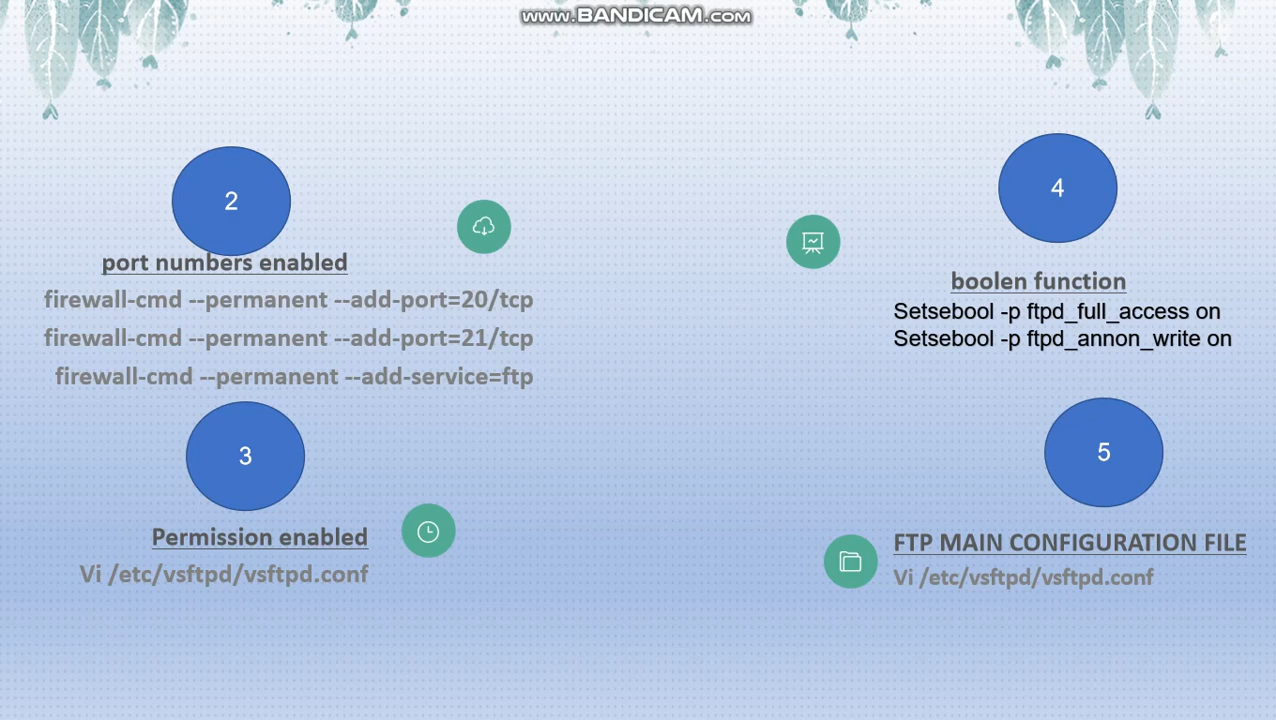 www.BANDICAM.com
2
port numbers enabled
firewall-cmd --permanent --add-port=20/tcp
firewall-cmd --permanent --add-port=21/tcp
firewall-cmd --permanent --add-service=ftp
3
Permission enabled
Vi /etc/vsftpd/vsftpd.conf
4
boolen function
Setsebool -p ftpd_full_access on
Setsebool -p ftpd_annon_write on
5
FTP MAIN CONFIGURATION FILE
Vi /etc/vsftpd/vsftpd.conf